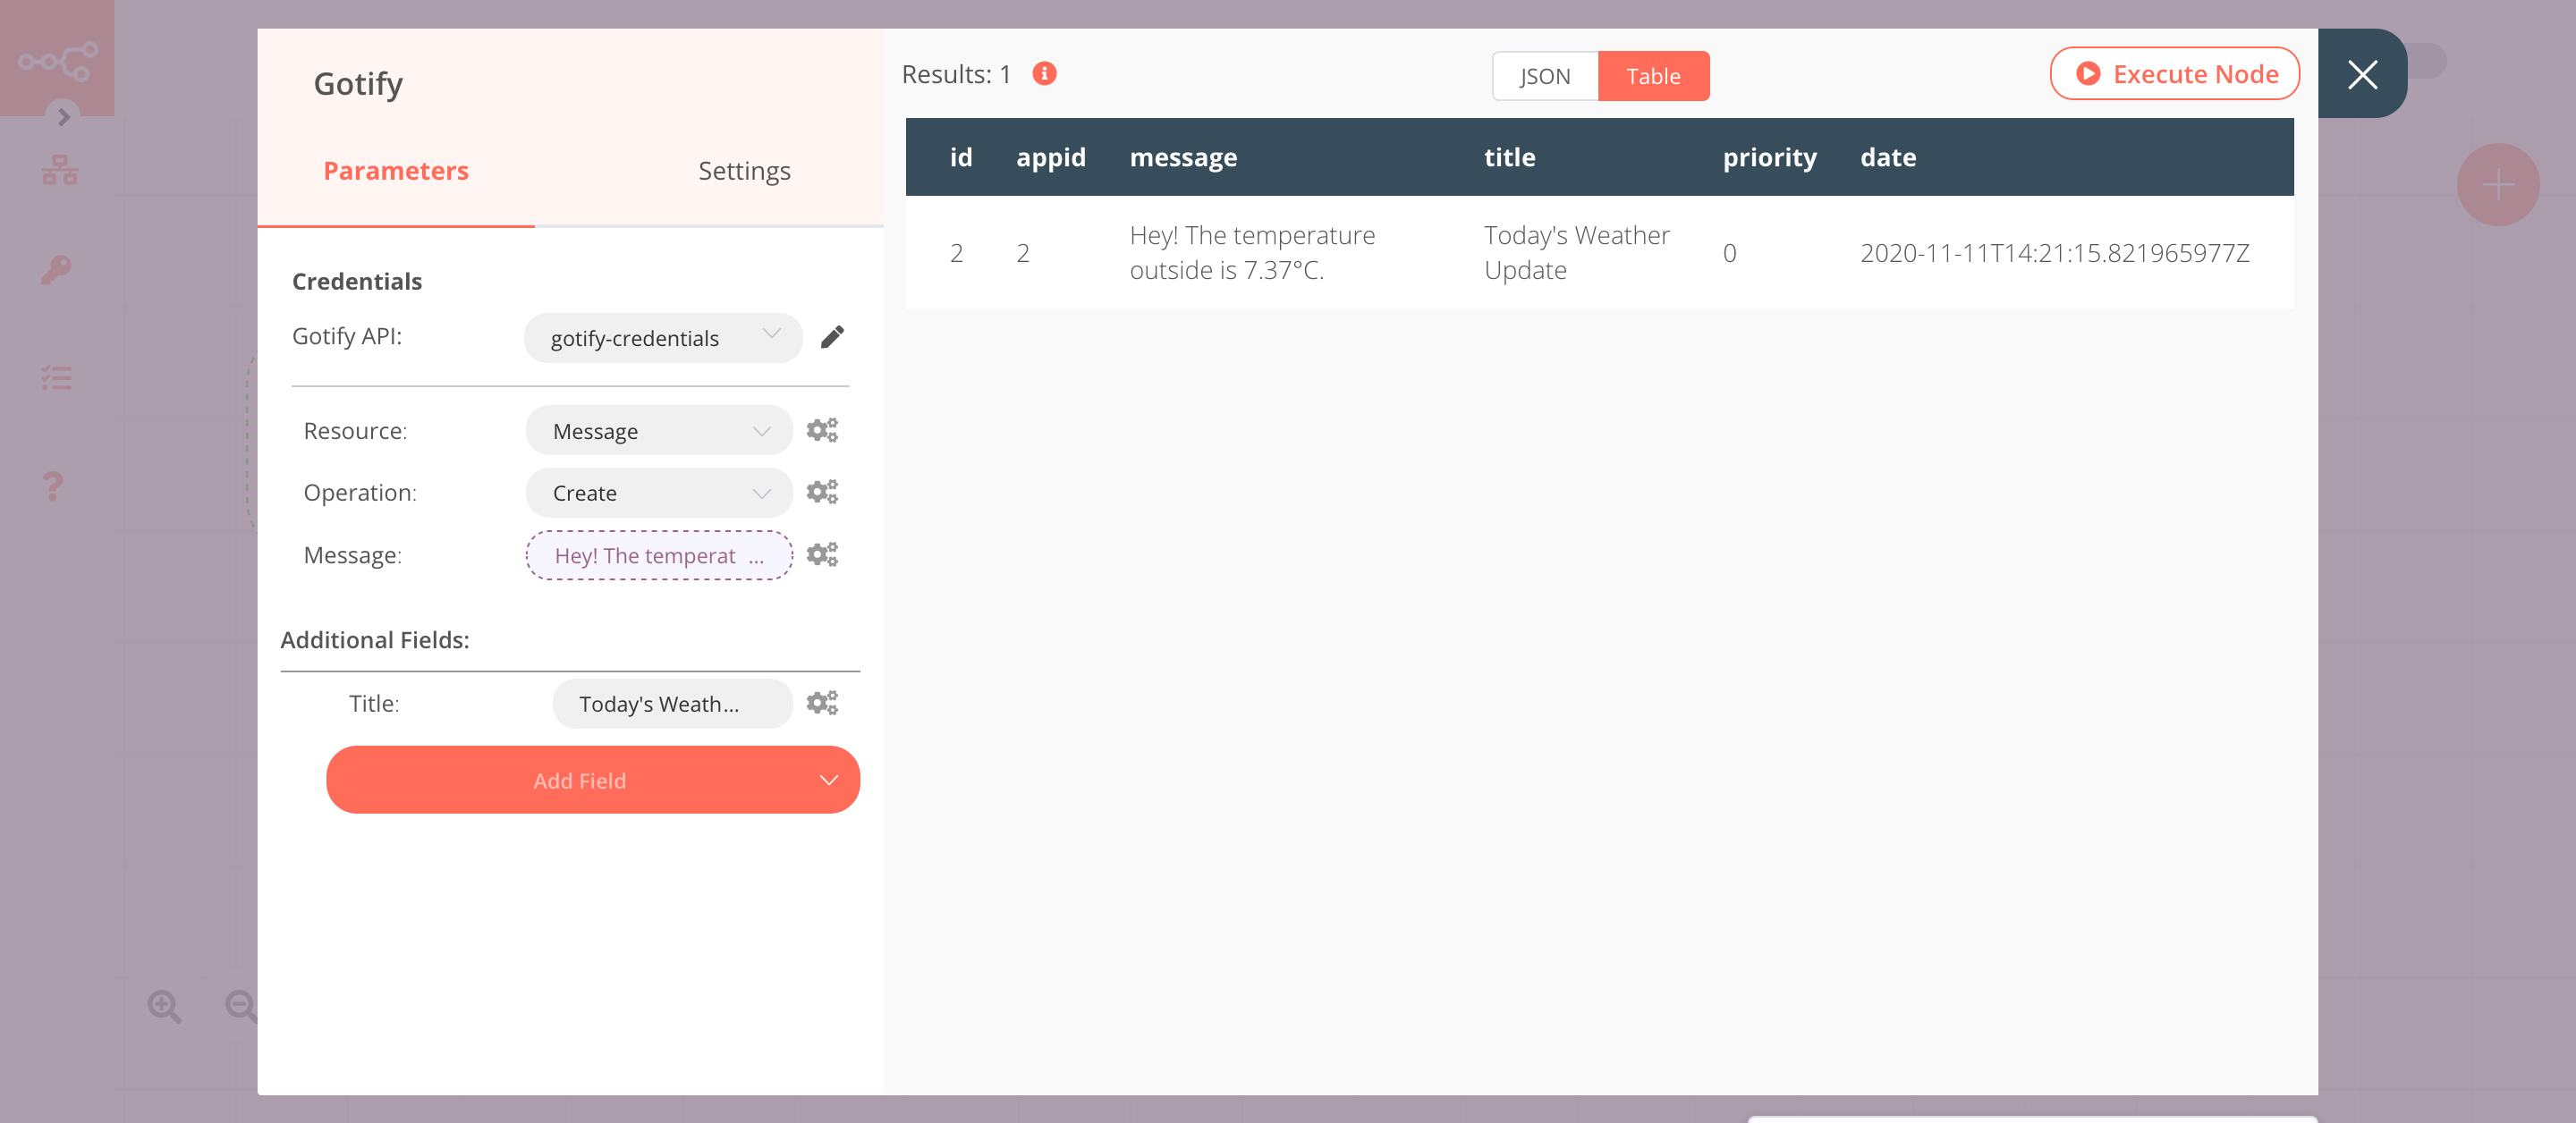 Gotify
Parameters
Settings
Credentials
Gotify API:
gotify-credentials
Resource:
Message
Operation:
Create
Message:
Hey! The temperat ...
Additional Fields:
Title:
Today's Weath...
Add Field
Results: 1
JSON
Table
Execute Node
id appid message title priority date
2 2 Hey! The temperature outside is 7.37°C. Today's Weather Update 0 2020-11-11T14:21:15.821965977Z